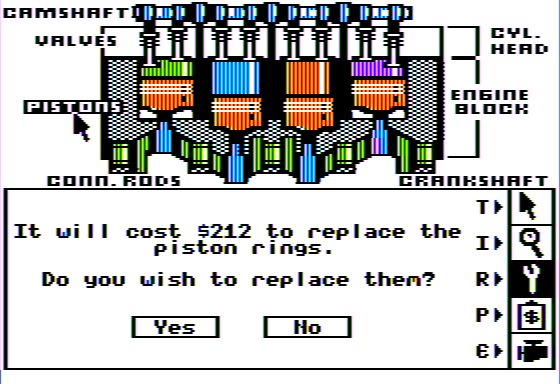 CAMSHAFT
VALVES
CYL.
HEAD
PISTONS
ENGINE
BLOCK
CONN. RODS
CRANKSHAFT
It will cost $212 to replace the
piston rings.
Do you wish to replace them?
Yes
No
T
I
R
P
E
$